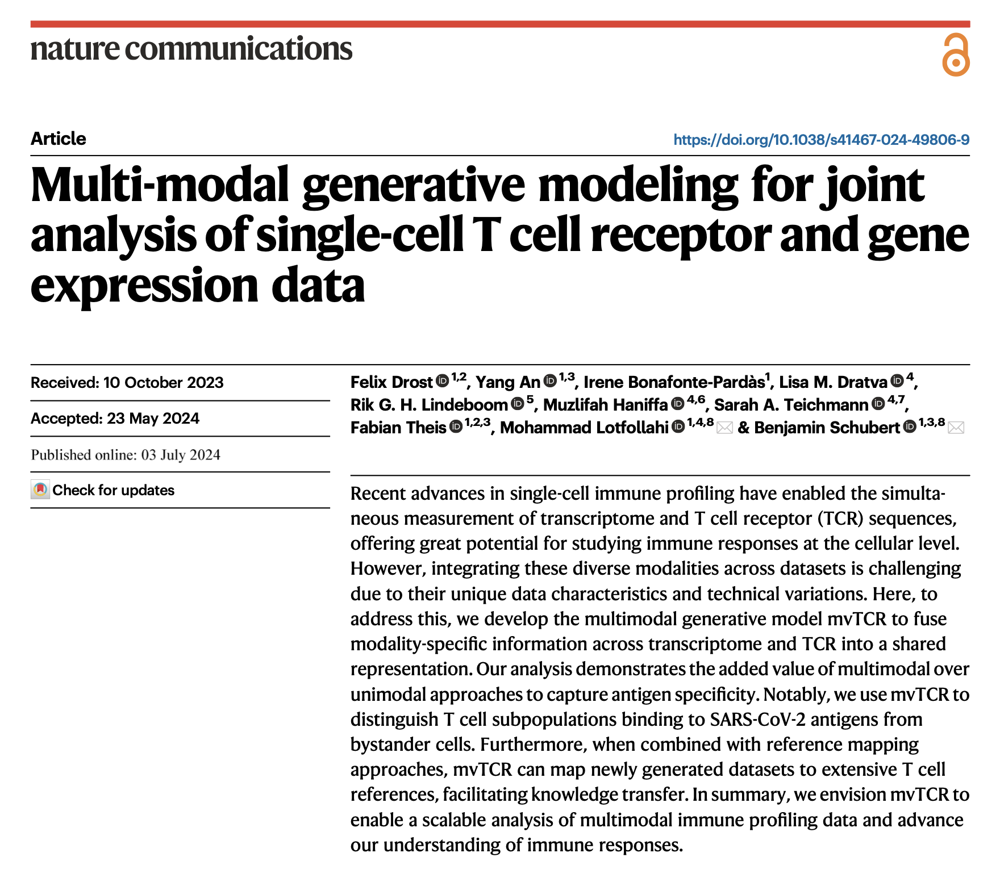 nature communications
Article
https://doi.org/10.1038/s41467-024-49806-9
Multi-modal generative modeling for joint
analysis of single-cell T cell receptor and gene
expression data
Received: 10 October 2023
Accepted: 23 May 2024
Published online: 03 July 2024
Check for updates
Felix Drost iD 1,2, Yang An iD 1,3, Irene Bonafonte-Pardàs1, Lisa M. Dratva iD 4,
Rik G. H. Lindeboom iD 5, Muzlifah Haniffa iD 4,6, Sarah A. Teichmann iD 4,7,
Fabian Theis iD 1,2,3, Mohammad Lotfollahi iD 1,4,8 & Benjamin Schubert iD 1,3,8
Recent advances in single-cell immune profiling have enabled the simulta-
neous measurement of transcriptome and T cell receptor (TCR) sequences,
offering great potential for studying immune responses at the cellular level.
However, integrating these diverse modalities across datasets is challenging
due to their unique data characteristics and technical variations. Here, to
address this, we develop the multimodal generative model mvTCR to fuse
modality-specific information across transcriptome and TCR into a shared
representation. Our analysis demonstrates the added value of multimodal over
unimodal approaches to capture antigen specificity. Notably, we use mvTCR to
distinguish T cell subpopulations binding to SARS-CoV-2 antigens from
bystander cells. Furthermore, when combined with reference mapping
approaches, mvTCR can map newly generated datasets to extensive T cell
references, facilitating knowledge transfer. In summary, we envision mvTCR to
enable a scalable analysis of multimodal immune profiling data and advance
our understanding of immune responses.